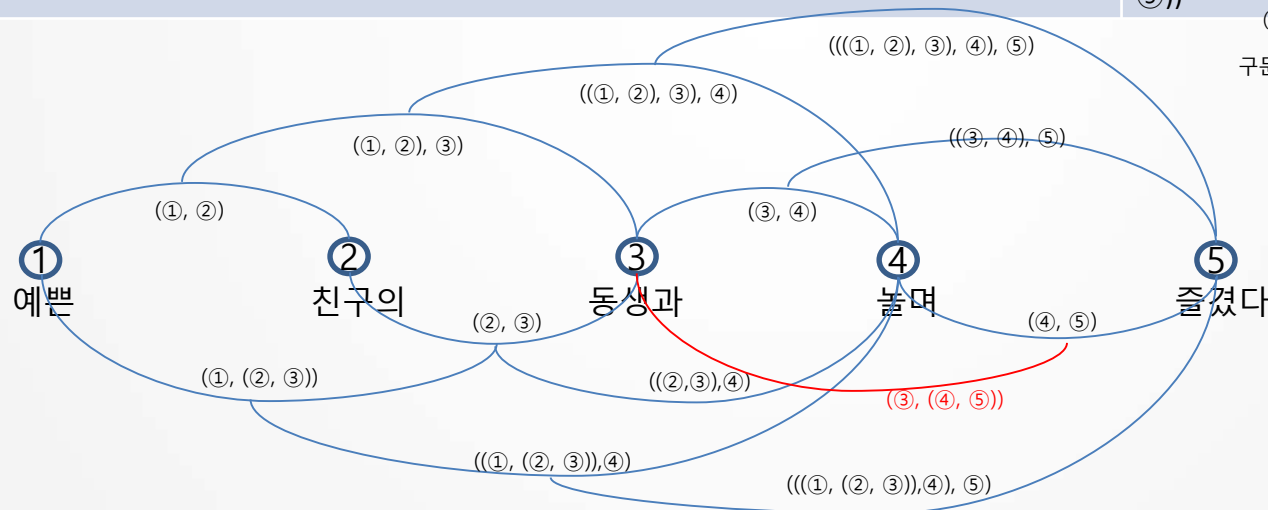 ⑤))
구문
((((①, ②), ③), ④), ⑤)
(((①, ②), ③), ④)
((①, ②), ③)
((③, ④), ⑤)
(①, ②)
(③, ④)
1 2 3 4 5
예쁜 친구의 동생과 놀며 즐겼다
(②, ③)
(④, ⑤)
(①, (②, ③))
((②,③),④)
(③, (④, ⑤))
((①, (②, ③)),④)
(((①, (②, ③)),④), ⑤)